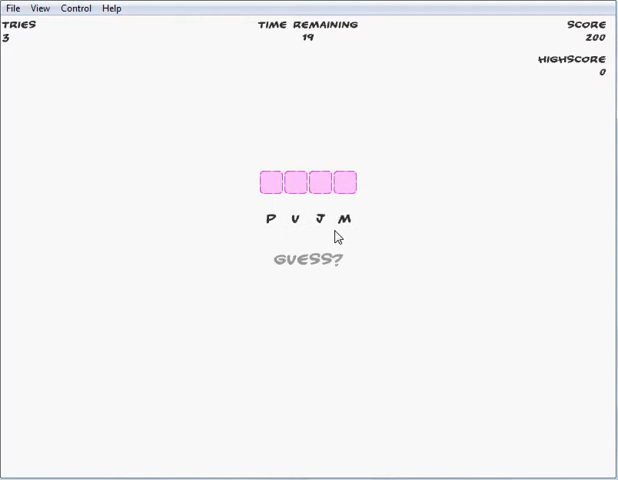 File View Control Help
TRIES TIME REMAINING SCORE
3 19 200
HIGHSCORE
0
P U J M
GUESS?